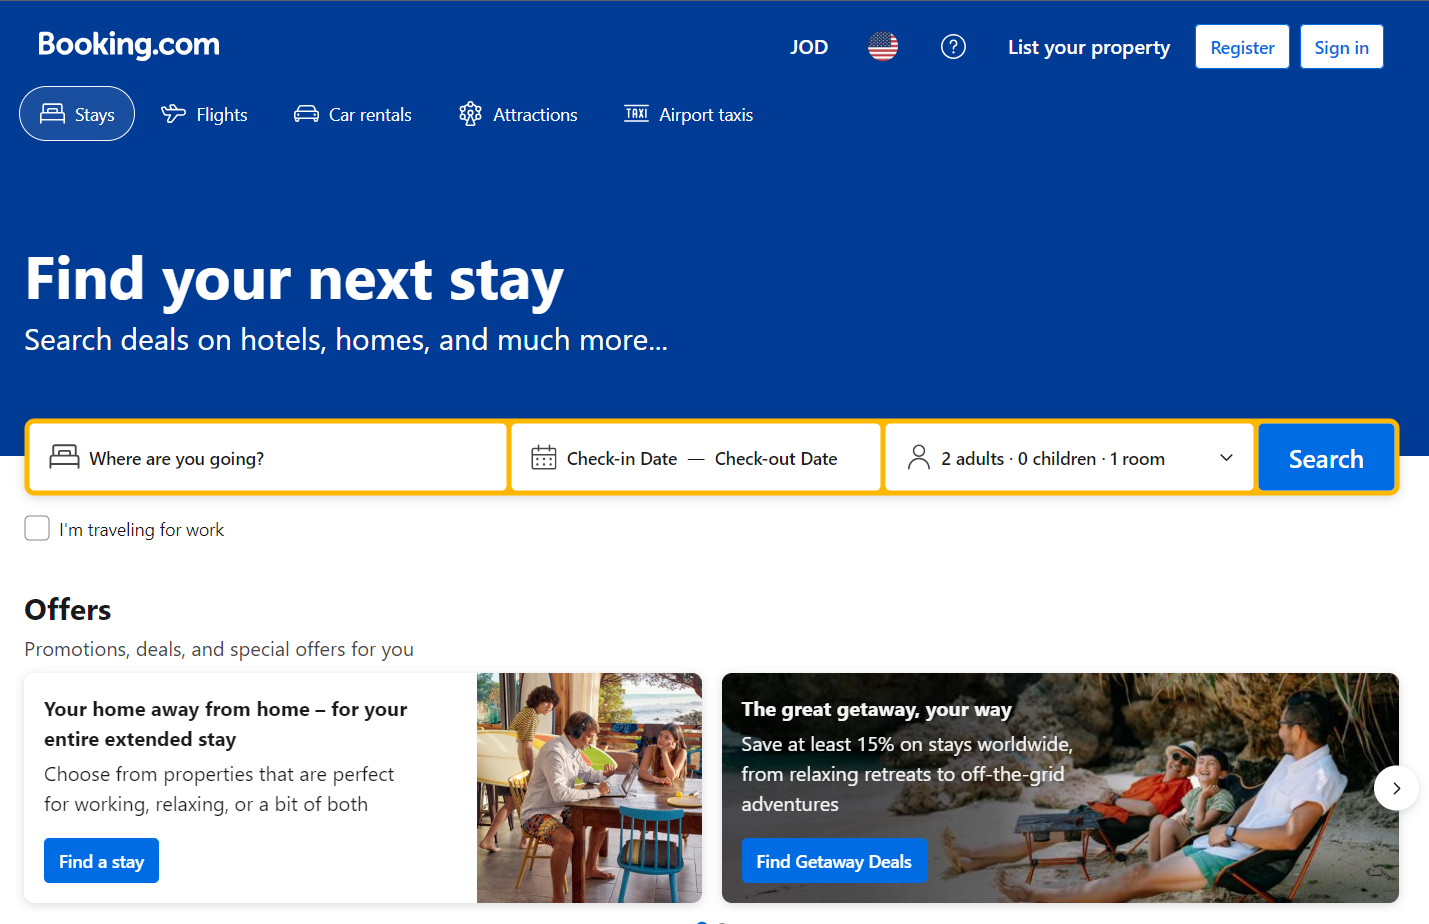 Booking.com
JOD
List your property
Register
Sign in
Stays
Flights
Car rentals
Attractions
TAXI
Airport taxis
Find your next stay
Search deals on hotels, homes, and much more...
Where are you going?
Check-in Date — Check-out Date
2 adults · 0 children · 1 room
Search
I'm traveling for work
Offers
Promotions, deals, and special offers for you
Your home away from home – for your
entire extended stay
Choose from properties that are perfect
for working, relaxing, or a bit of both
Find a stay
The great getaway, your way
Save at least 15% on stays worldwide,
from relaxing retreats to off-the-grid
adventures
Find Getaway Deals